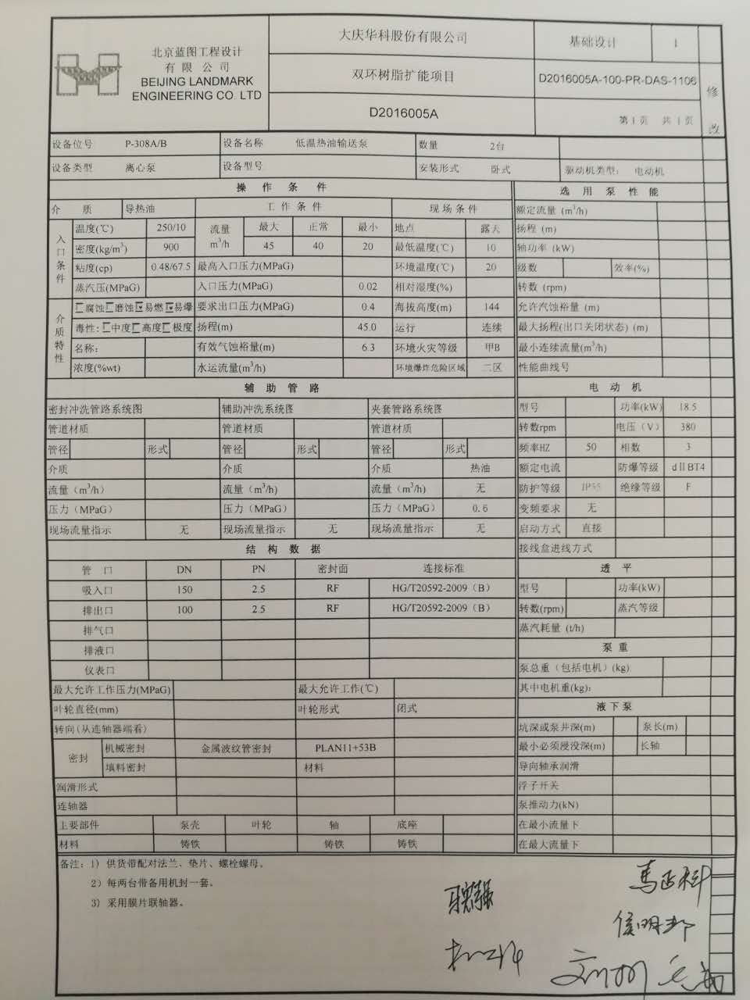 北京蓝图工程设计
有限公司
BEIJING LANDMARK
ENGINEERING CO. LTD
大庆华科股份有限公司
双环树脂扩能项目
D2016005A
基础设计 1
D2016005A-100-PR-DAS-1106
第1页 共1页
修改
设备位号 P-308A/B 设备名称 低温热油输送泵 数量 2台
设备类型 离心泵 设备型号 安装形式 卧式 驱动机类型: 电动机
操作条件 选用泵性能
介质 导热油 工作条件 现场条件 额定流量 (m³/h)
入口条件 温度(℃) 250/10 流量 m³/h 最大 正常 最小 地点 露天 扬程 (m)
密度(kg/m³) 900 45 40 20 最低温度(℃) 10 轴功率 (kW)
粘度(cp) 0.48/67.5 最高入口压力(MPaG) 环境温度(℃) 20 级数 效率(%)
蒸汽压(MPaG) 入口压力(MPaG) 0.02 相对湿度(%) 转数 (rpm)
介质特性 腐蚀 磨蚀 易燃 易爆 要求出口压力(MPaG) 0.4 海拔高度(m) 144 允许汽蚀裕量 (m)
毒性: 中度 高度 极度 扬程(m) 45.0 运行 连续 最大扬程(出口关闭状态) (m)
名称: 有效气蚀裕量(m) 6.3 环境火灾等级 甲B 最小连续流量(m³/h)
浓度(%wt) 水运流量(m³/h) 环境爆炸危险区域 二区 性能曲线号
辅助管路 电动机
密封冲洗管路系统图 辅助冲洗系统图 夹套管路系统图 型号 功率(kW) 18.5
管道材质 管道材质 管道材质 转数rpm 电压（V） 380
管径 形式 管径 形式 管径 形式 频率HZ 50 相数 3
介质 介质 介质 热油 额定电流 防爆等级 dⅡBT4
流量（m³/h） 流量（m³/h） 流量（m³/h) 无 防护等级 IP55 绝缘等级 F
压力（MPaG） 压力（MPaG） 压力（MPaG） 0.6 变频要求 无
现场流量指示 无 现场流量指示 无 现场流量指示 无 启动方式 直接
结构数据 接线盒进线方式
管口 DN PN 密封面 连接标准 透平
吸入口 150 2.5 RF HG/T20592-2009（B） 型号 功率(kW)
排出口 100 2.5 RF HG/T20592-2009（B） 转数(rpm) 蒸汽等级
排气口 蒸汽耗量 (t/h)
排液口 泵重
仪表口 泵总重（包括电机）(kg)
最大允许工作压力(MPaG) 最大允许工作(℃) 其中电机重(kg):
叶轮直径(mm) 叶轮形式 闭式 液下泵
转向(从连轴器端看) 坑深或泵井深(m) 泵长(m)
密封 机械密封 金属波纹管密封 PLAN11+53B 最小必须浸没深(m) 长轴
填料密封 材料 导向轴承润滑
润滑形式 浮子开关
连轴器 泵推动力(kN)
主要部件 泵壳 叶轮 轴 底座 在最小流量下
材料 铸铁 铸铁 铸铁 在最大流量下
备注: 1) 供货带配对法兰、垫片、螺栓螺母。
2) 每两台带备用机封一套。
3) 采用膜片联轴器。